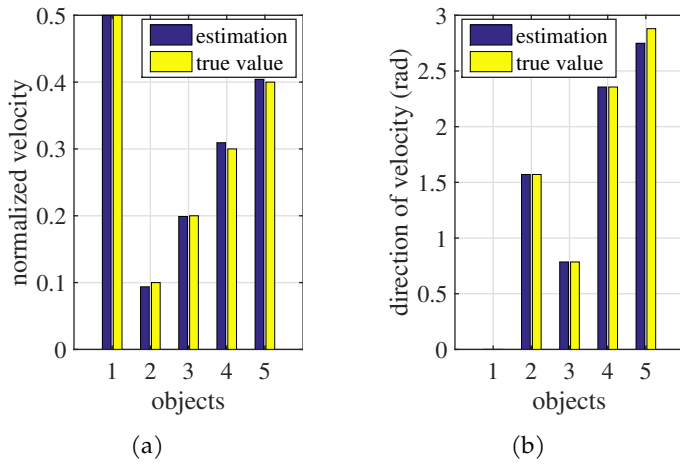 normalized velocity
0.5
0.4
0.3
0.2
0.1
0
estimation
true value
1 2 3 4 5
objects
(a)
direction of velocity (rad)
3
2.5
2
1.5
1
0.5
0
estimation
true value
1 2 3 4 5
objects
(b)